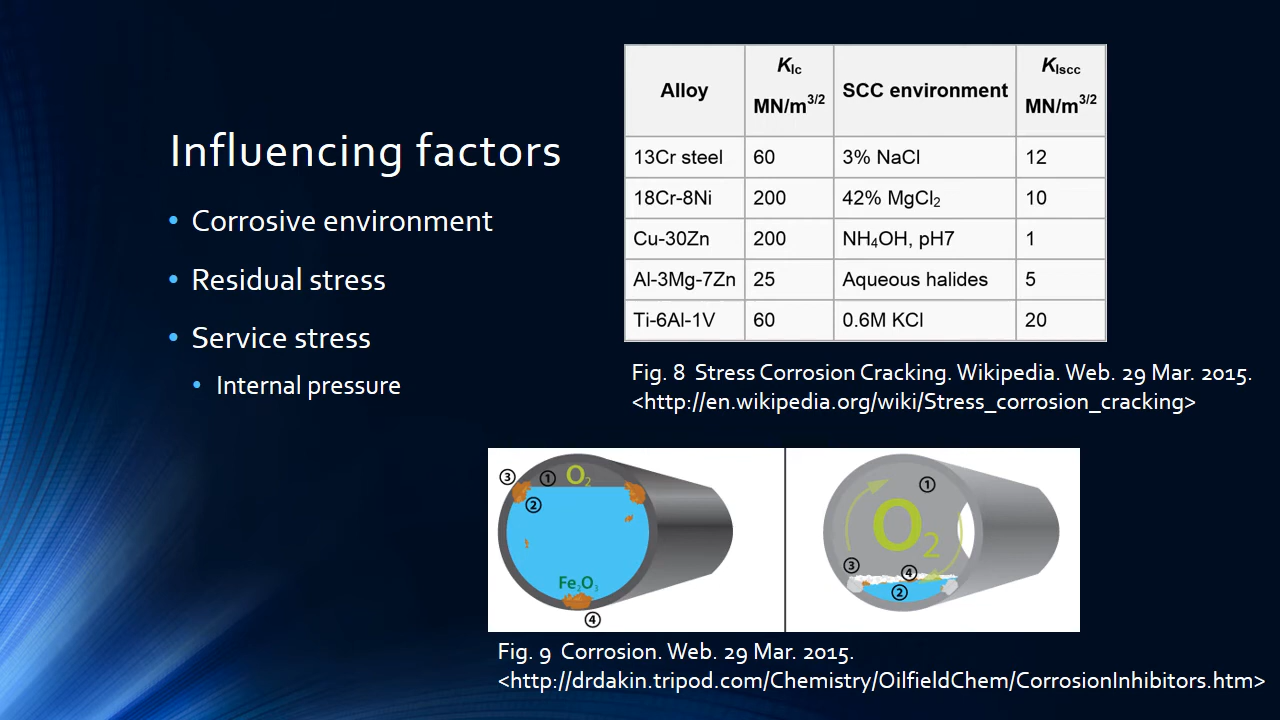 Influencing factors
• Corrosive environment
• Residual stress
• Service stress
• Internal pressure
Alloy KIc MN/m3/2 SCC environment KIscc MN/m3/2
13Cr steel 60 3% NaCl 12
18Cr-8Ni 200 42% MgCl2 10
Cu-30Zn 200 NH4OH, pH7 1
Al-3Mg-7Zn 25 Aqueous halides 5
Ti-6Al-1V 60 0.6M KCl 20
Fig. 8 Stress Corrosion Cracking. Wikipedia. Web. 29 Mar. 2015.
<http://en.wikipedia.org/wiki/Stress_corrosion_cracking>
③ ① O2
②
Fe2O3
④
①
O2
③ ④
②
Fig. 9 Corrosion. Web. 29 Mar. 2015.
<http://drdakin.tripod.com/Chemistry/OilfieldChem/CorrosionInhibitors.htm>